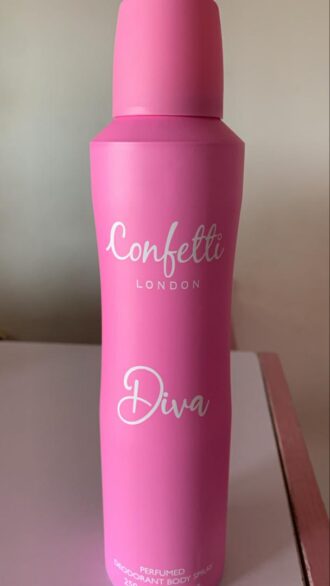 Confetti
LONDON
Diva
PERFUMED
DEODORANT BODY SPRAY